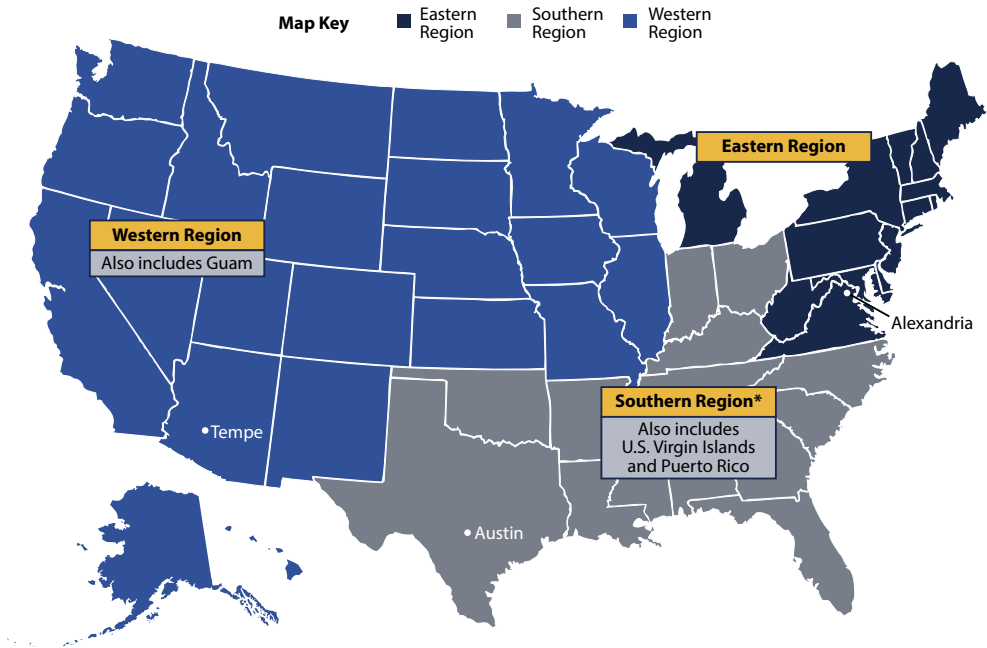 Map Key
Eastern
Region
Southern
Region
Western
Region
Eastern Region
Western Region
Also includes Guam
Alexandria
Southern Region*
Also includes
U.S. Virgin Islands
and Puerto Rico
Tempe
Austin